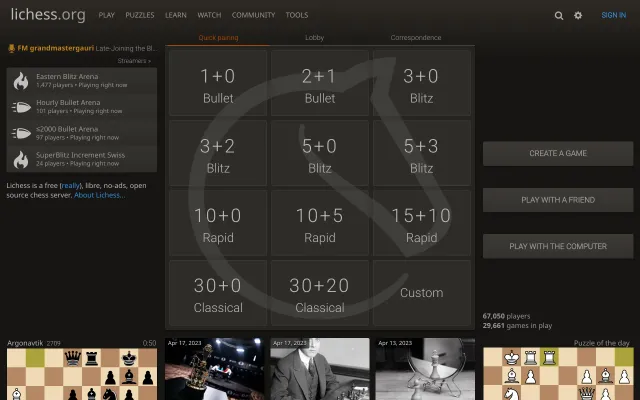 lichess.org
PLAY PUZZLES LEARN WATCH COMMUNITY TOOLS
SIGN IN
FM grandmastergauri Late-Joining the Bl..
Streamers »
Eastern Blitz Arena
1,477 players • Playing right now
Hourly Bullet Arena
101 players • Playing right now
≤2000 Bullet Arena
97 players • Playing right now
SuperBlitz Increment Swiss
24 players • Playing right now
Lichess is a free (really), libre, no-ads, open
source chess server. About Lichess...
Quick pairing Lobby Correspondence
1+0
Bullet
2+1
Bullet
3+0
Blitz
3+2
Blitz
5+0
Blitz
5+3
Blitz
10+0
Rapid
10+5
Rapid
15+10
Rapid
30+0
Classical
30+20
Classical
Custom
CREATE A GAME
PLAY WITH A FRIEND
PLAY WITH THE COMPUTER
67,050 players
29,661 games in play
Argonavtik 2709 0:50
Apr 17, 2023
Apr 17, 2023
Apr 13, 2023
Puzzle of the day